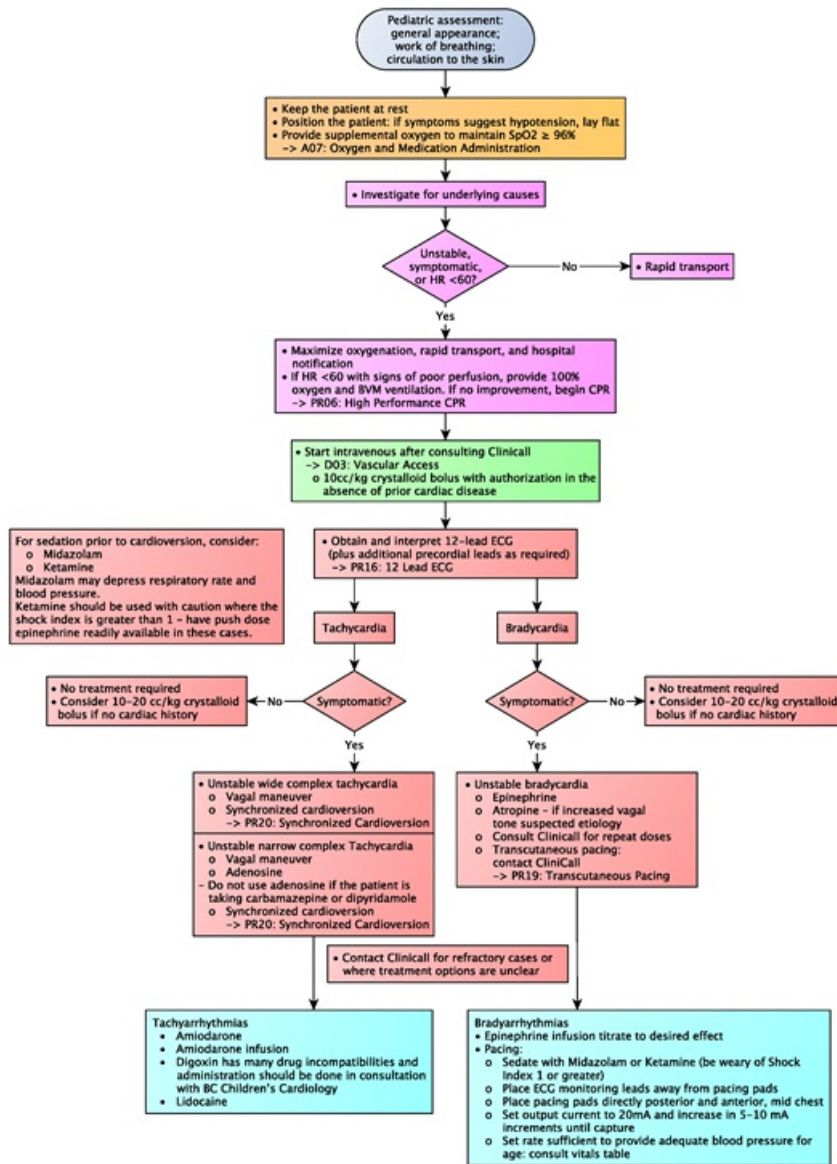 Pediatric assessment:
general appearance;
work of breathing;
circulation to the skin
• Keep the patient at rest
• Position the patient: if symptoms suggest hypotension, lay flat
• Provide supplemental oxygen to maintain SpO2 ≥ 96%
-> A07: Oxygen and Medication Administration
• Investigate for underlying causes
Unstable,
symptomatic,
or HR <60?
No
• Rapid transport
Yes
• Maximize oxygenation, rapid transport, and hospital
notification
• If HR <60 with signs of poor perfusion, provide 100%
oxygen and BVM ventilation. If no improvement, begin CPR
-> PR06: High Performance CPR
• Start intravenous after consulting Clinicall
-> D03: Vascular Access
o 10cc/kg crystalloid bolus with authorization in the
absence of prior cardiac disease
For sedation prior to cardioversion, consider:
o Midazolam
o Ketamine
Midazolam may depress respiratory rate and
blood pressure.
Ketamine should be used with caution where the
shock index is greater than 1 - have push dose
epinephrine readily available in these cases.
• Obtain and interpret 12-lead ECG
(plus additional precordial leads as required)
-> PR16: 12 Lead ECG
Tachycardia
Bradycardia
• No treatment required
• Consider 10-20 cc/kg crystalloid
bolus if no cardiac history
No
Symptomatic?
Symptomatic?
No
• No treatment required
• Consider 10-20 cc/kg crystalloid
bolus if no cardiac history
Yes
Yes
• Unstable wide complex tachycardia
o Vagal maneuver
o Synchronized cardioversion
-> PR20: Synchronized Cardioversion
• Unstable narrow complex Tachycardia
o Vagal maneuver
o Adenosine
- Do not use adenosine if the patient is
taking carbamazepine or dipyridamole
o Synchronized cardioversion
-> PR20: Synchronized Cardioversion
• Unstable bradycardia
o Epinephrine
o Atropine - if increased vagal
tone suspected etiology
o Consult Clinicall for repeat doses
o Transcutaneous pacing:
contact CliniCall
-> PR19: Transcutaneous Pacing
• Contact Clinicall for refractory cases or
where treatment options are unclear
Tachyarrhythmias
• Amiodarone
• Amiodarone infusion
• Digoxin has many drug incompatibilities and
administration should be done in consultation
with BC Children's Cardiology
• Lidocaine
Bradyarrhythmias
• Epinephrine infusion titrate to desired effect
• Pacing:
o Sedate with Midazolam or Ketamine (be weary of Shock
Index 1 or greater)
o Place ECG monitoring leads away from pacing pads
o Place pacing pads directly posterior and anterior, mid chest
o Set output current to 20mA and increase in 5-10 mA
increments until capture
o Set rate sufficient to provide adequate blood pressure for
age: consult vitals table